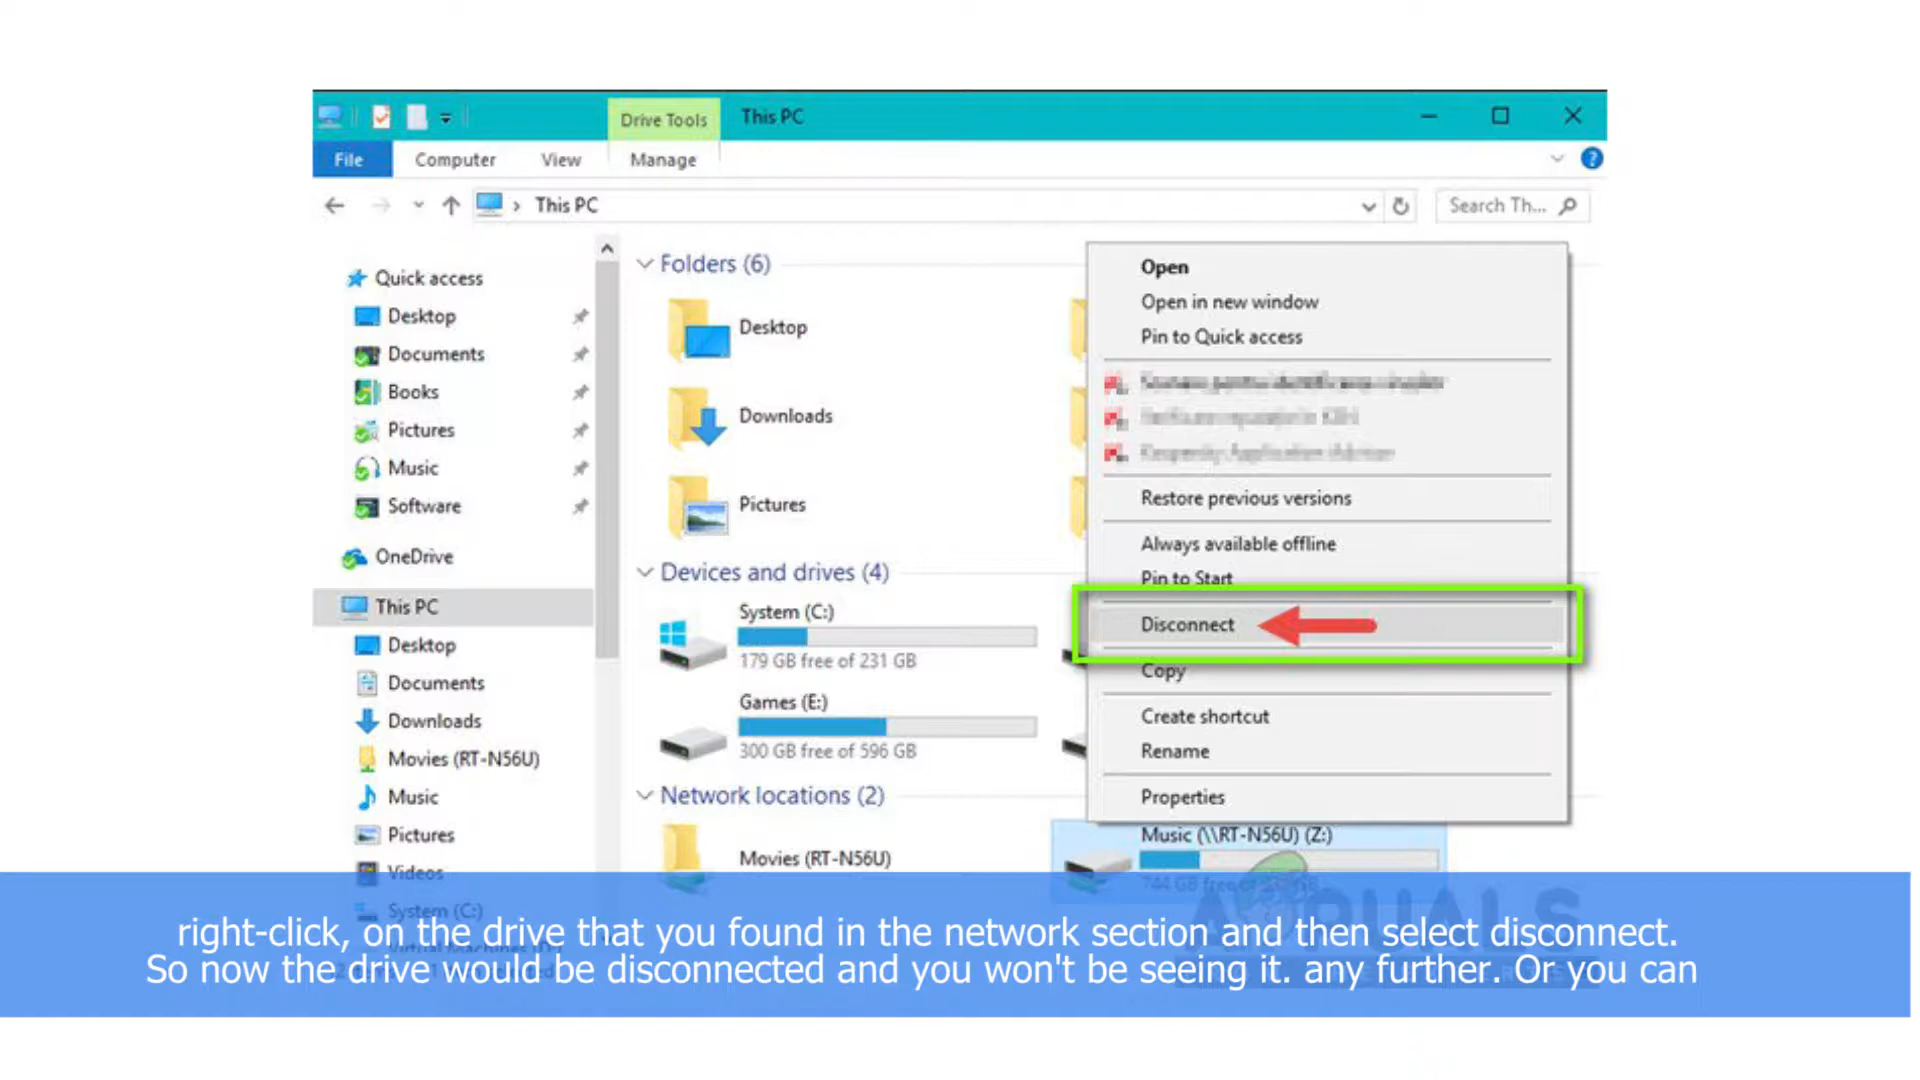 Drive Tools
This PC
File
Computer
View
Manage
This PC
Search Th...
Quick access
Desktop
Documents
Books
Pictures
Music
Software
OneDrive
This PC
Desktop
Documents
Downloads
Movies (RT-N56U)
Music
Pictures
Videos
System (C:)
Folders (6)
Desktop
Downloads
Pictures
Devices and drives (4)
System (C:)
179 GB free of 231 GB
Games (E:)
300 GB free of 596 GB
Network locations (2)
Movies (RT-N56U)
Open
Open in new window
Pin to Quick access
Restore previous versions
Always available offline
Pin to Start
Disconnect
Copy
Create shortcut
Rename
Properties
Music (\\RT-N56U) (Z:)
right-click, on the drive that you found in the network section and then select disconnect.
So now the drive would be disconnected and you won't be seeing it. any further. Or you can